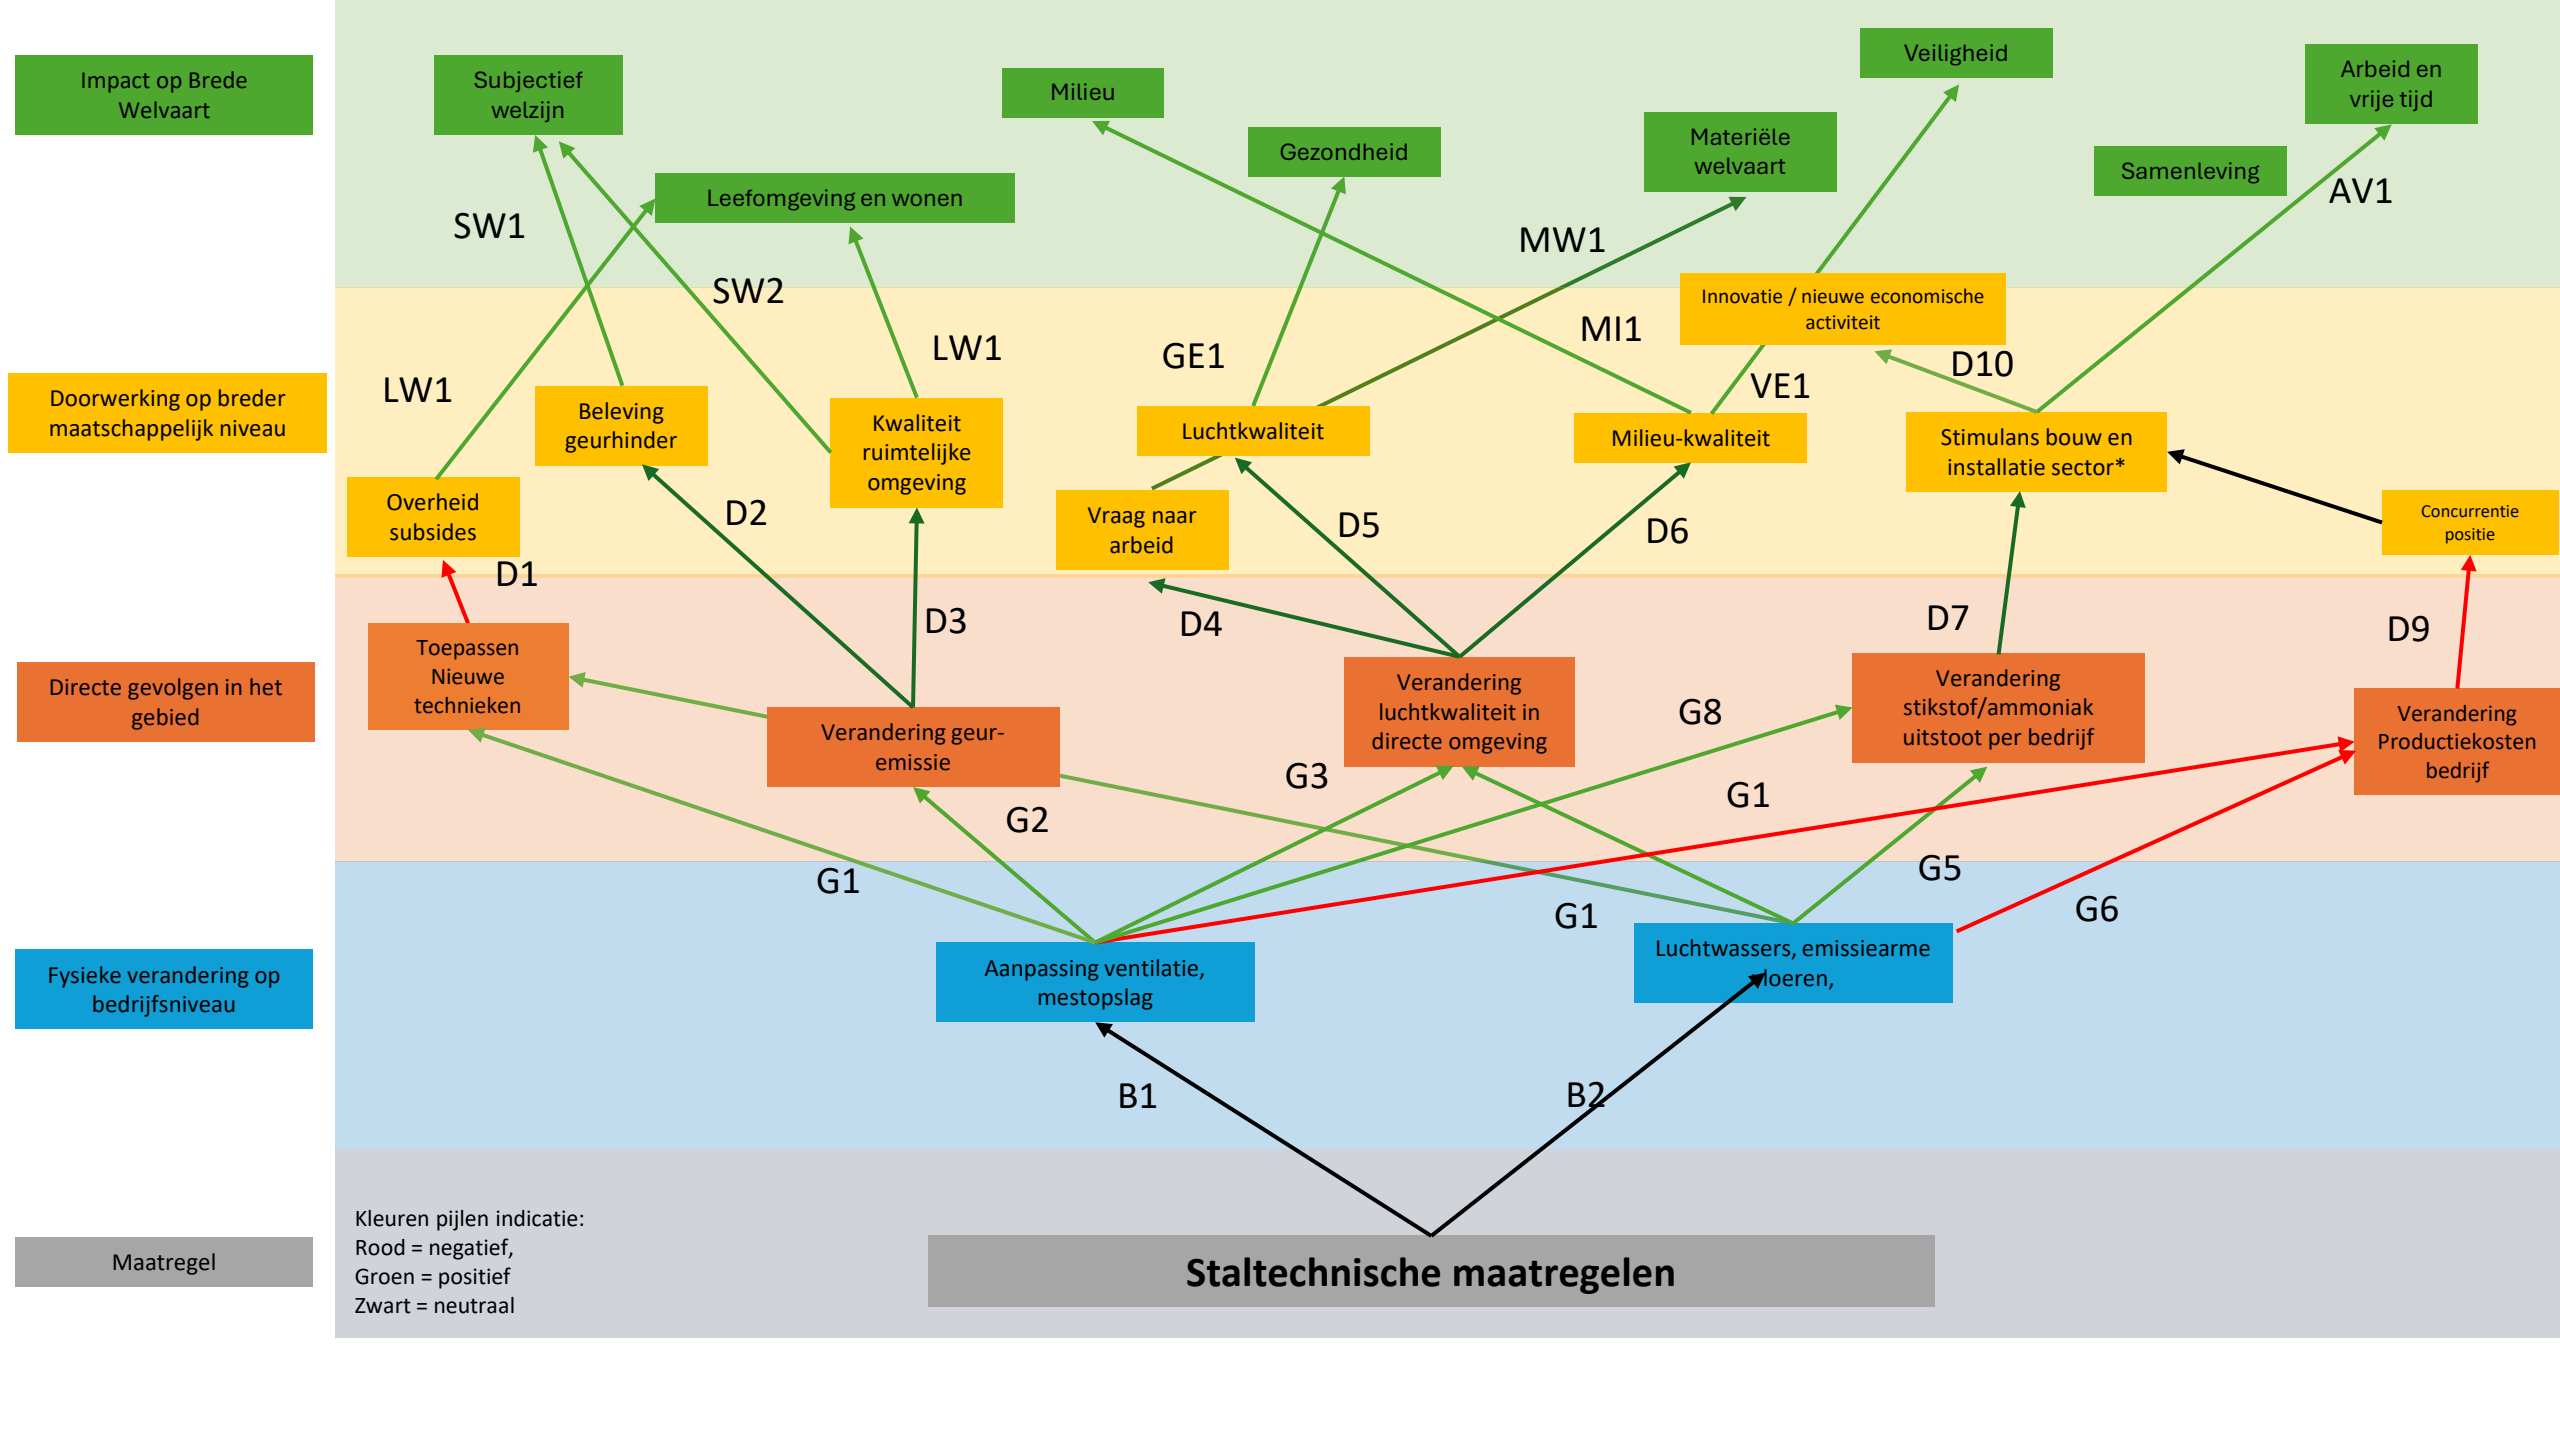 Impact op Brede
Welvaart
Subjectief
welzijn
Milieu
Gezondheid
Materiële
welvaart
Veiligheid
Arbeid en
vrije tijd
Samenleving
Leefomgeving en wonen
SW1
SW2
MW1
AV1
LW1
LW1
GE1
MI1
VE1
D10
Innovatie / nieuwe economische
activiteit
Doorwerking op breder
maatschappelijk niveau
Overheid
subsides
Beleving
geurhinder
Kwaliteit
ruimtelijke
omgeving
Luchtkwaliteit
Vraag naar
arbeid
Milieu-kwaliteit
Stimulans bouw en
installatie sector*
Concurrentie
positie
D1
D2
D3
D4
D5
D6
D7
D9
Directe gevolgen in het
gebied
Toepassen
Nieuwe
technieken
Verandering geur-
emissie
Verandering
luchtkwaliteit in
directe omgeving
Verandering
stikstof/ammoniak
uitstoot per bedrijf
Verandering
Productiekosten
bedrijf
G8
G3
G1
G2
G1
G5
G1
G6
Fysieke verandering op
bedrijfsniveau
Aanpassing ventilatie,
mestopslag
Luchtwassers, emissiearme
vloeren,
B1
B2
Maatregel
Kleuren pijlen indicatie:
Rood = negatief,
Groen = positief
Zwart = neutraal
Staltechnische maatregelen